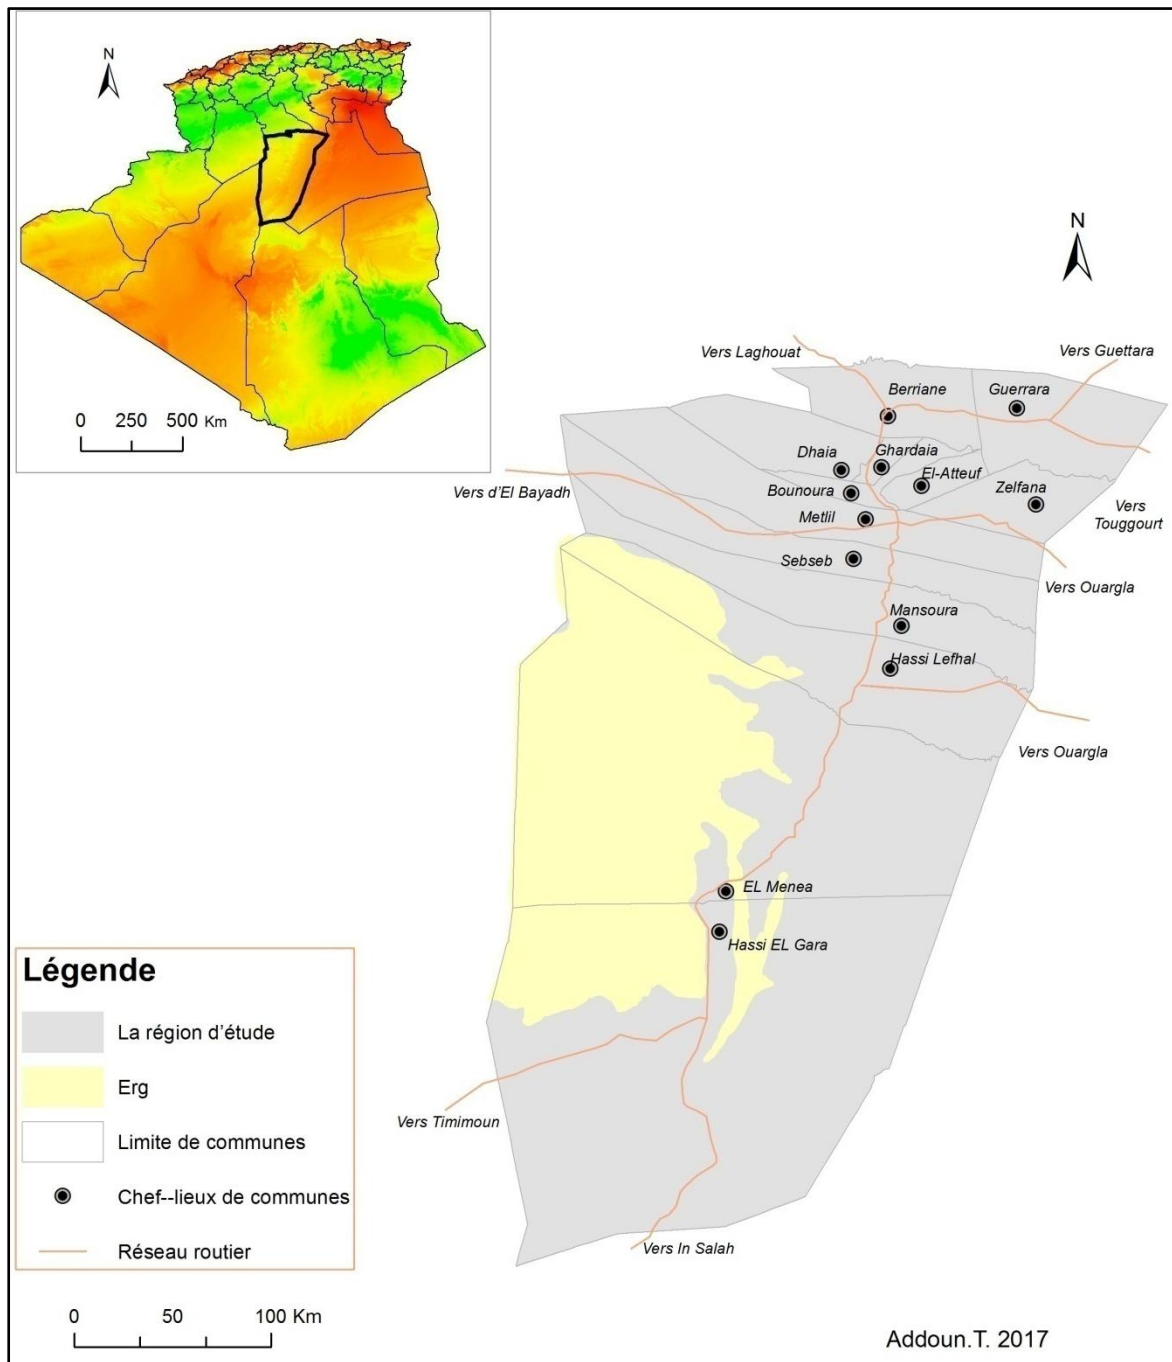 N
0 250 500 Km
N
Vers Laghouat
Vers Guettara
Berriane
Guerrara
Dhaia
Ghardaia
El-Atteuf
Bounoura
Zelfana
Vers d'El Bayadh
Metlil
Vers
Touggourt
Sebseb
Vers Ouargla
Mansoura
Hassi Lefhal
Vers Ouargla
EL Menea
Hassi EL Gara
Légende
La région d'étude
Erg
Limite de communes
Chef--lieux de communes
Réseau routier
Vers Timimoun
Vers In Salah
0 50 100 Km
Addoun.T. 2017